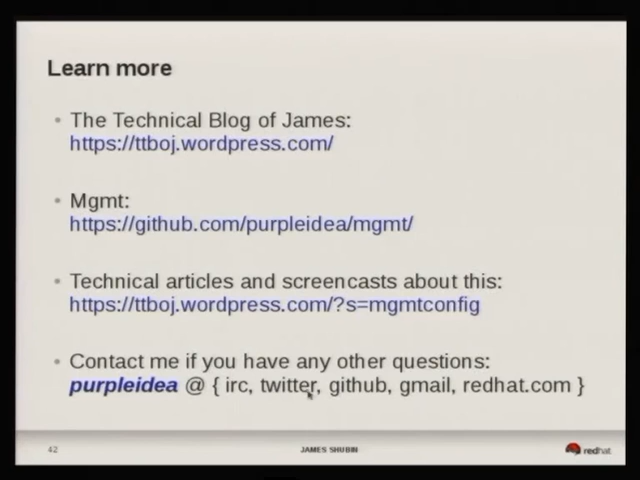 Learn more
• The Technical Blog of James:
https://ttboj.wordpress.com/
• Mgmt:
https://github.com/purpleidea/mgmt/
• Technical articles and screencasts about this:
https://ttboj.wordpress.com/?s=mgmtconfig
• Contact me if you have any other questions:
purpleidea @ { irc, twitter, github, gmail, redhat.com }
42
JAMES SHUBIN
redhat